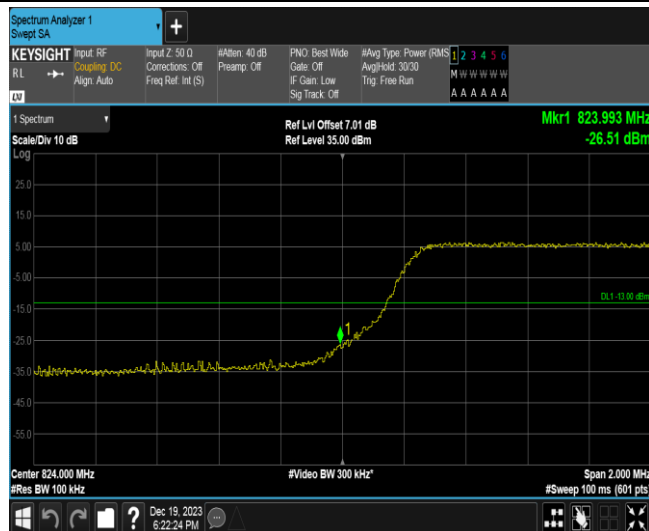 Spectrum Analyzer 1
Swept SA
KEYSIGHT
RL
LXI
Input: RF
Coupling: DC
Align: Auto
Input Z: 50 Ω
Corrections: Off
Freq Ref: Int (S)
#Atten: 40 dB
Preamp: Off
PNO: Best Wide
Gate: Off
IF Gain: Low
Sig Track: Off
#Avg Type: Power (RMS
Avg|Hold: 30/30
Trig: Free Run
1 2 3 4 5 6
M W W W W W
A A A A A A
1 Spectrum
Scale/Div 10 dB
Log
Ref Lvl Offset 7.01 dB
Ref Level 35.00 dBm
Mkr1 823.993 MHz
-26.51 dBm
25.0
15.0
5.00
-5.00
DL1 -13.00 dBm
-15.0
1
-25.0
-35.0
-45.0
-55.0
Center 824.000 MHz
#Video BW 300 kHz*
Span 2.000 MHz
#Res BW 100 kHz
#Sweep 100 ms (601 pts)
?
Dec 19, 2023
6:22:24 PM